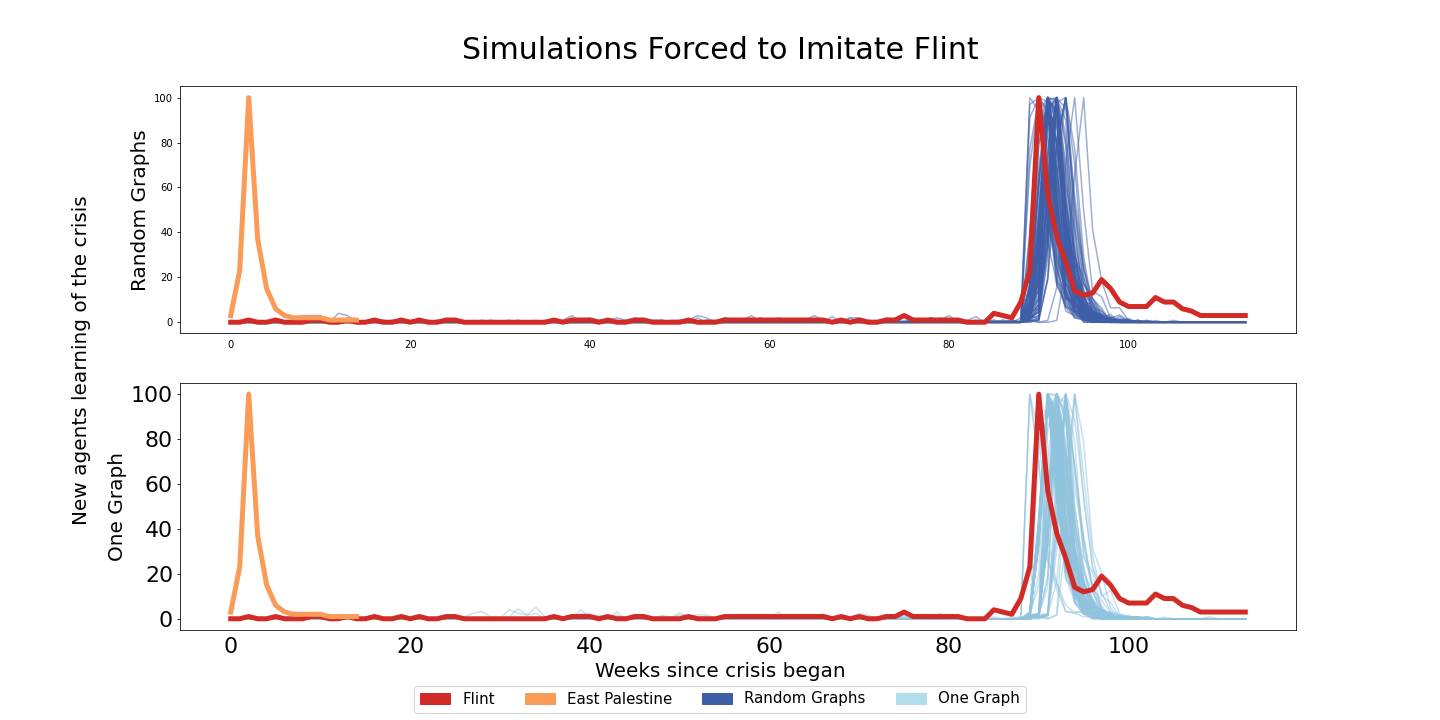 Simulations Forced to Imitate Flint
New agents learning of the crisis
Random Graphs
100
80
60
40
20
0
0 20 40 60 80 100
One Graph
100
80
60
40
20
0
0 20 40 60 80 100
Weeks since crisis began
Flint East Palestine Random Graphs One Graph